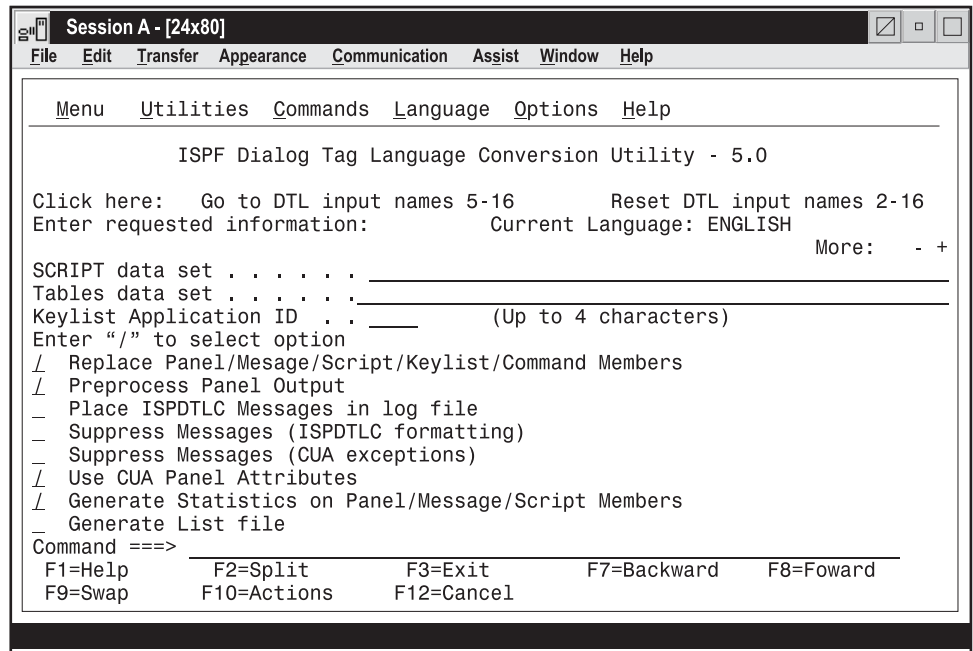 Session A - [24x80]
File Edit Transfer Appearance Communication Assist Window Help
Menu Utilities Commands Language Options Help
ISPF Dialog Tag Language Conversion Utility - 5.0
Click here: Go to DTL input names 5-16 Reset DTL input names 2-16
Enter requested information: Current Language: ENGLISH
More: - +
SCRIPT data set . . . . . . ____________________
Tables data set . . . . . . ____________________
Keylist Application ID . . ____ (Up to 4 characters)
Enter “/” to select option
/ Replace Panel/Mesage/Script/Keylist/Command Members
/ Preprocess Panel Output
_ Place ISPDTLC Messages in log file
_ Suppress Messages (ISPDTLC formatting)
_ Suppress Messages (CUA exceptions)
/ Use CUA Panel Attributes
/ Generate Statistics on Panel/Message/Script Members
_ Generate List file
Command ===> ____________________
F1=Help F2=Split F3=Exit F7=Backward F8=Foward
F9=Swap F10=Actions F12=Cancel